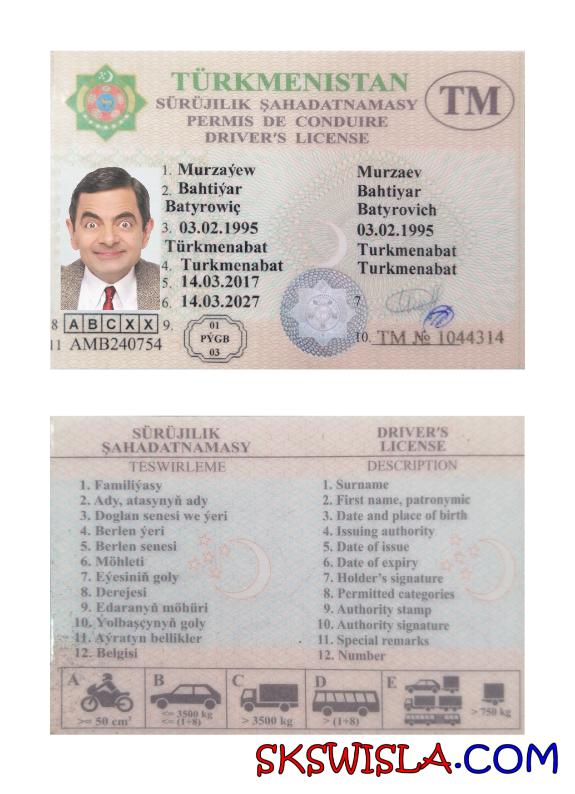 TÜRKMENISTAN
SÜRÜJILIK ŞAHADATNAMASY
PERMIS DE CONDUIRE
DRIVER'S LICENSE
TM
1. Murzaýew Murzaev
2. Bahtiýar Bahtiyar
Batyrowiç Batyrovich
3. 03.02.1995 03.02.1995
Türkmenabat Turkmenabat
4. Turkmenabat Turkmenabat
5. 14.03.2017
6. 14.03.2027 7.
8 A B C X X 9.
01
PÝGB
03
10. TM № 1044314
11 AMB240754
SÜRÜJILIK
ŞAHADATNAMASY
TESWIRLEME
1. Familiýasy
2. Ady, atasynyň ady
3. Doglan senesi we ýeri
4. Berlen ýeri
5. Berlen senesi
6. Möhleti
7. Eýesiniň goly
8. Derejesi
9. Edaranyň möhüri
10. Ýolbaşçynyň goly
11. Aýratyn bellikler
12. Belgisi
DRIVER'S
LICENSE
DESCRIPTION
1. Surname
2. First name, patronymic
3. Date and place of birth
4. Issuing authority
5. Date of issue
6. Date of expiry
7. Holder's signature
8. Permitted categories
9. Authority stamp
10. Authority signature
11. Special remarks
12. Number
A
>= 50 cm³
B
<= 3500 kg
<= (1+8)
C
> 3500 kg
D
> (1+8)
E
> 750 kg
SKSWISLA.COM